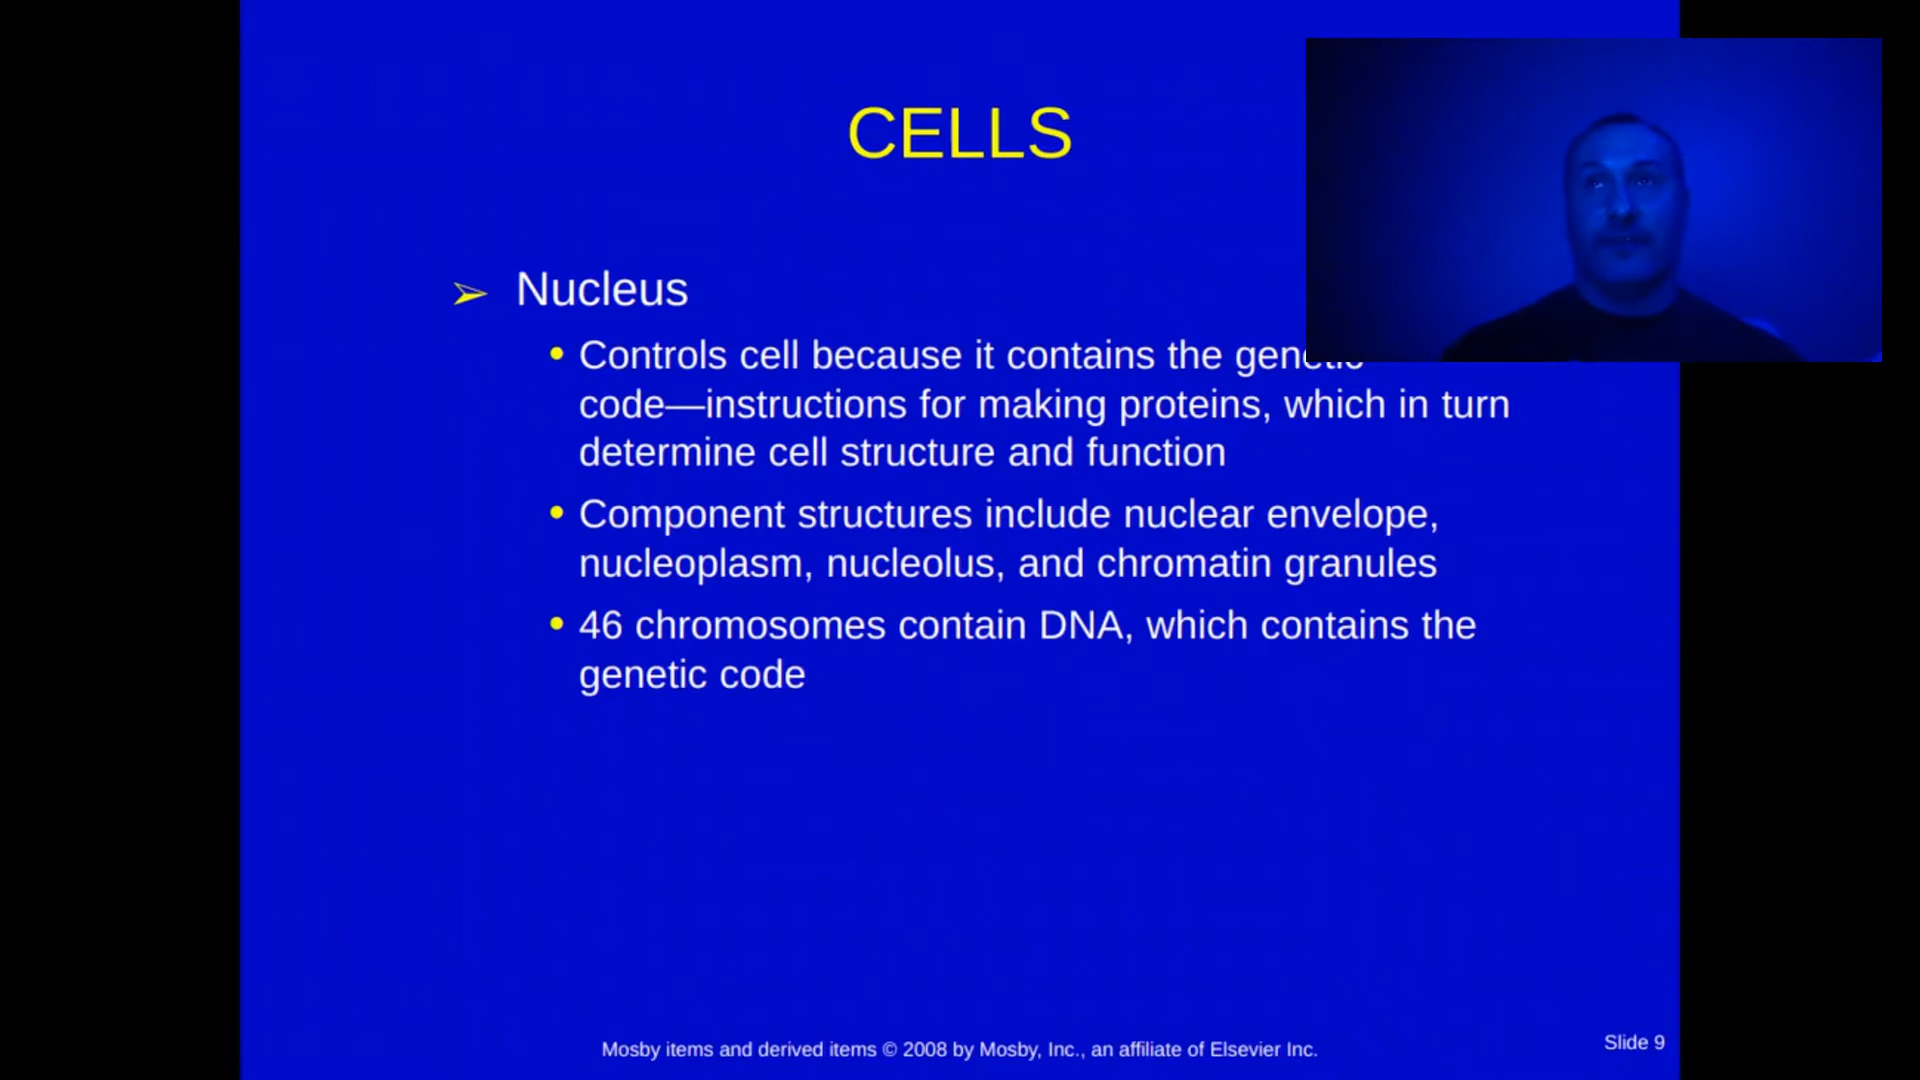 CELLS
➢ Nucleus
• Controls cell because it contains the genetic
code—instructions for making proteins, which in turn
determine cell structure and function
• Component structures include nuclear envelope,
nucleoplasm, nucleolus, and chromatin granules
• 46 chromosomes contain DNA, which contains the
genetic code
Mosby items and derived items © 2008 by Mosby, Inc., an affiliate of Elsevier Inc.
Slide 9